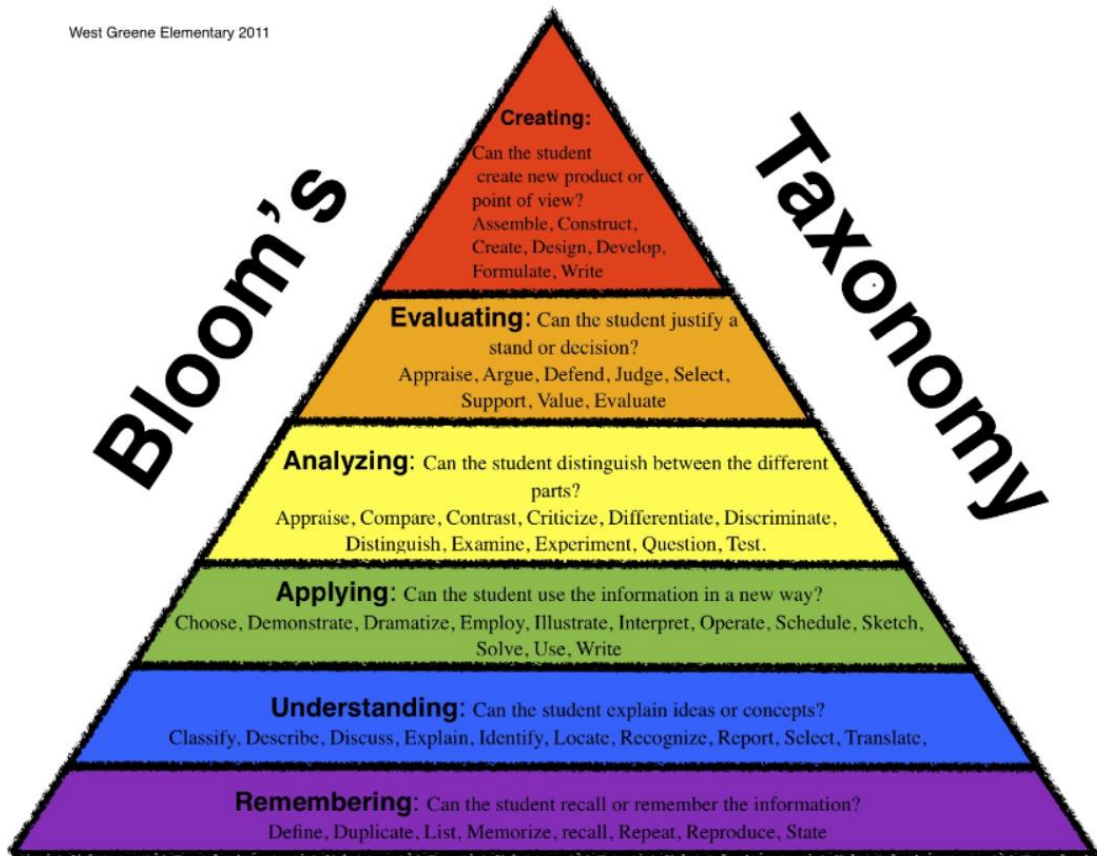 West Greene Elementary 2011
Bloom's
Taxonomy
Creating:
Can the student
create new product or
point of view?
Assemble, Construct,
Create, Design, Develop,
Formulate, Write
Evaluating: Can the student justify a
stand or decision?
Appraise, Argue, Defend, Judge, Select,
Support, Value, Evaluate
Analyzing: Can the student distinguish between the different
parts?
Appraise, Compare, Contrast, Criticize, Differentiate, Discriminate,
Distinguish, Examine, Experiment, Question, Test.
Applying: Can the student use the information in a new way?
Choose, Demonstrate, Dramatize, Employ, Illustrate, Interpret, Operate, Schedule, Sketch,
Solve, Use, Write
Understanding: Can the student explain ideas or concepts?
Classify, Describe, Discuss, Explain, Identify, Locate, Recognize, Report, Select, Translate,
Remembering: Can the student recall or remember the information?
Define, Duplicate, List, Memorize, recall, Repeat, Reproduce, State